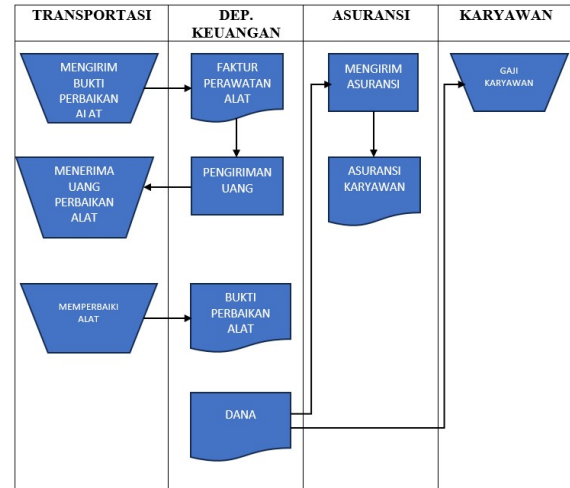 TRANSPORTASI
DEP.
KEUANGAN
ASURANSI
KARYAWAN
MENGIRIM
BUKTI
PERBAIKAN
ALAT
FAKTUR
PERAWATAN
ALAT
MENGIRIM
ASURANSI
GAJI
KARYAWAN
MENERIMA
UANG
PERBAIKAN
ALAT
PENGIRIMAN
UANG
ASURANSI
KARYAWAN
MEMPERBAIKI
ALAT
BUKTI
PERBAIKAN
ALAT
DANA